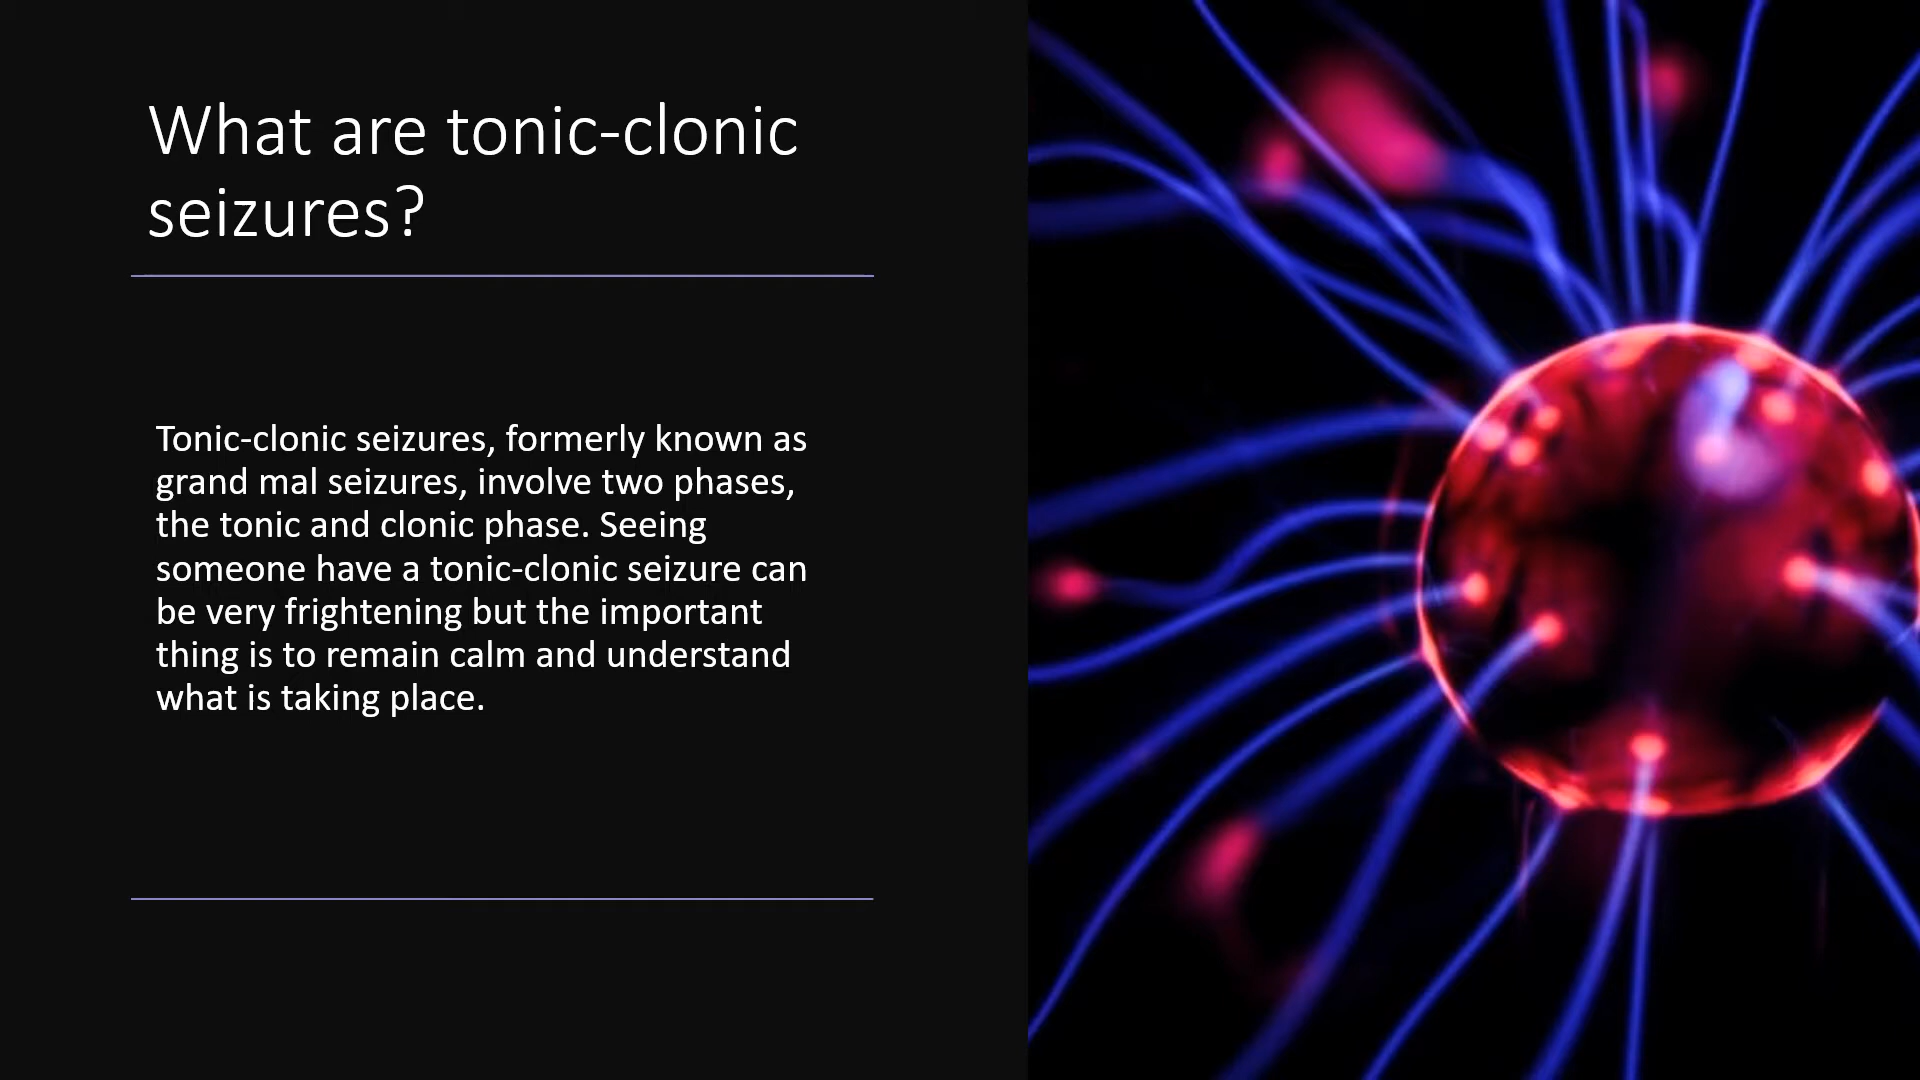 What are tonic-clonic
seizures?
Tonic-clonic seizures, formerly known as
grand mal seizures, involve two phases,
the tonic and clonic phase. Seeing
someone have a tonic-clonic seizure can
be very frightening but the important
thing is to remain calm and understand
what is taking place.